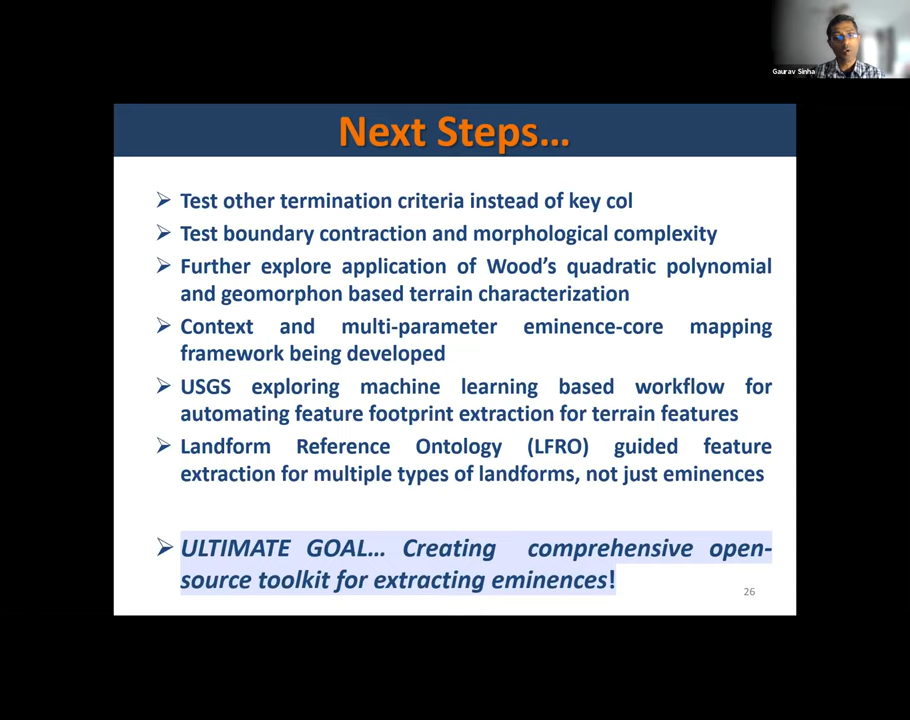 Gaurav Sinha
Next Steps…
➢ Test other termination criteria instead of key col
➢ Test boundary contraction and morphological complexity
➢ Further explore application of Wood's quadratic polynomial
and geomorphon based terrain characterization
➢ Context and multi-parameter eminence-core mapping
framework being developed
➢ USGS exploring machine learning based workflow for
automating feature footprint extraction for terrain features
➢ Landform Reference Ontology (LFRO) guided feature
extraction for multiple types of landforms, not just eminences
➢ ULTIMATE GOAL… Creating comprehensive open-
source toolkit for extracting eminences!
26